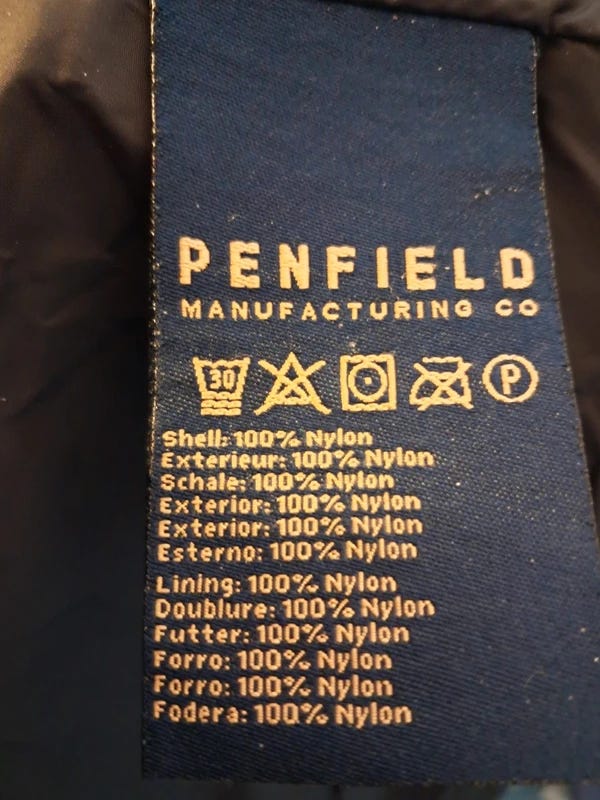 PENFIELD
MANUFACTURING CO
30 P
Shell: 100% Nylon
Exterieur: 100% Nylon
Schale: 100% Nylon
Exterior: 100% Nylon
Exterior: 100% Nylon
Esterno: 100% Nylon
Lining: 100% Nylon
Doublure: 100% Nylon
Futter: 100% Nylon
Forro: 100% Nylon
Forro: 100% Nylon
Fodera: 100% Nylon